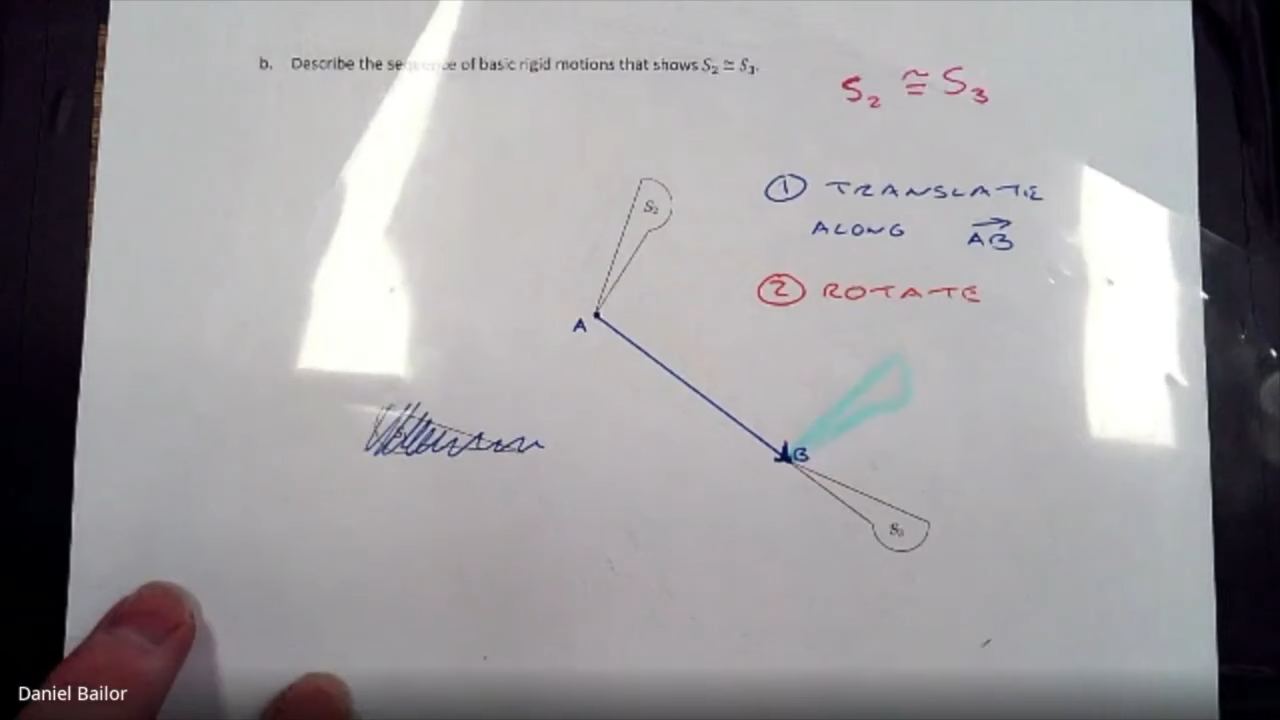 b. Describe the sequence of basic rigid motions that shows S₂ ≅ S₃.
S₂ ≅ S₃
① TRANSLATE
ALONG AB→
② ROTATE
S₂
A
B
S₃
Daniel Bailor